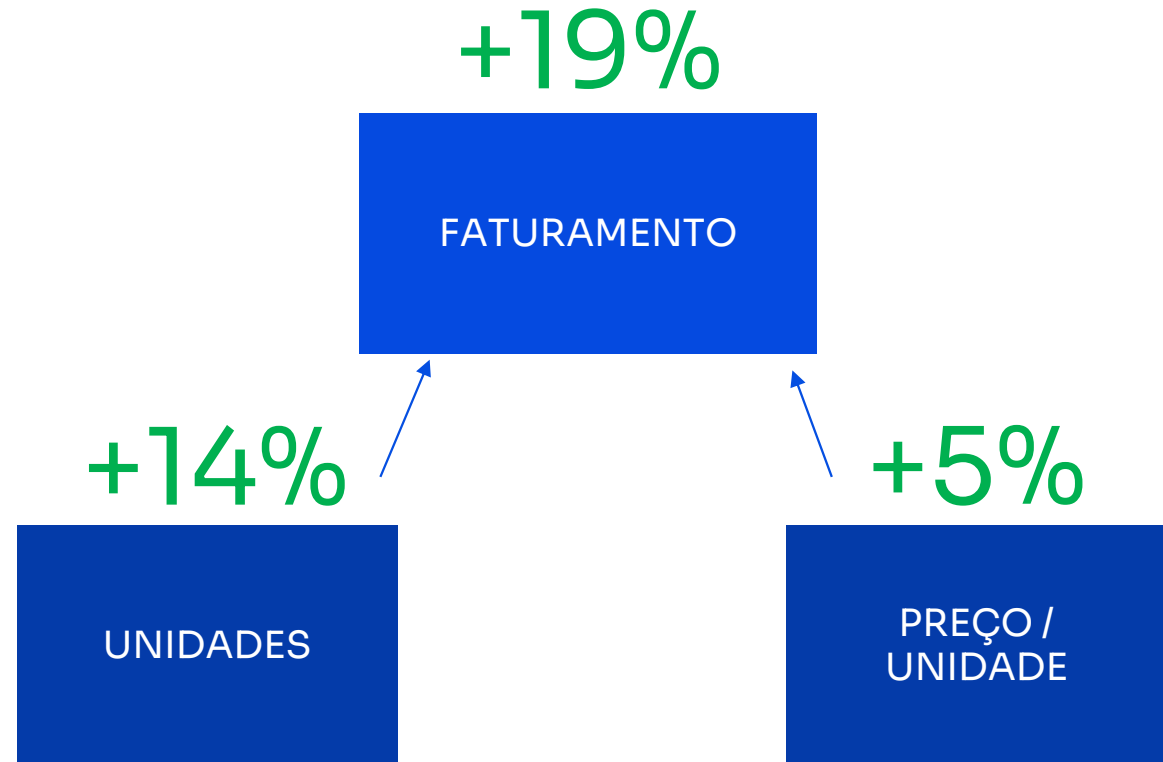 +19%
FATURAMENTO
+14%
+5%
UNIDADES
PREÇO /
UNIDADE